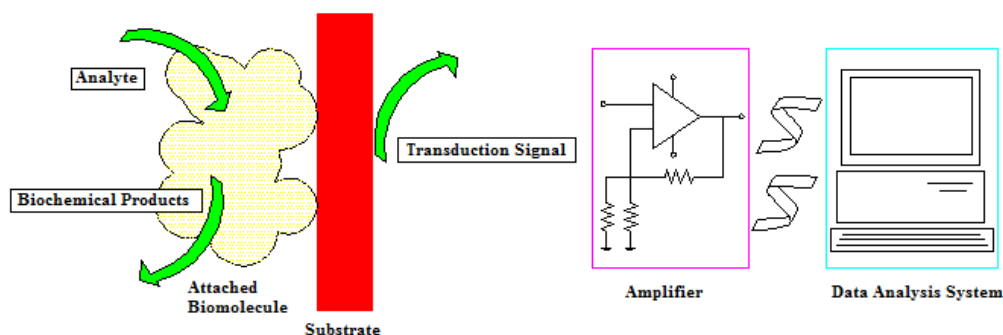 Analyte
Transduction Signal
Biochemical Products
Attached
Biomolecule
Substrate
Amplifier
Data Analysis System